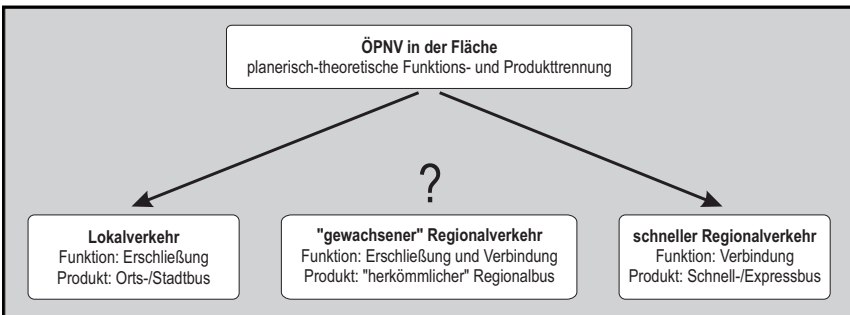 ÖPNV in der Fläche
planerisch-theoretische Funktions- und Produkttrennung
?
Lokalverkehr
Funktion: Erschließung
Produkt: Orts-/Stadtbus
"gewachsener" Regionalverkehr
Funktion: Erschließung und Verbindung
Produkt: "herkömmlicher" Regionalbus
schneller Regionalverkehr
Funktion: Verbindung
Produkt: Schnell-/Expressbus